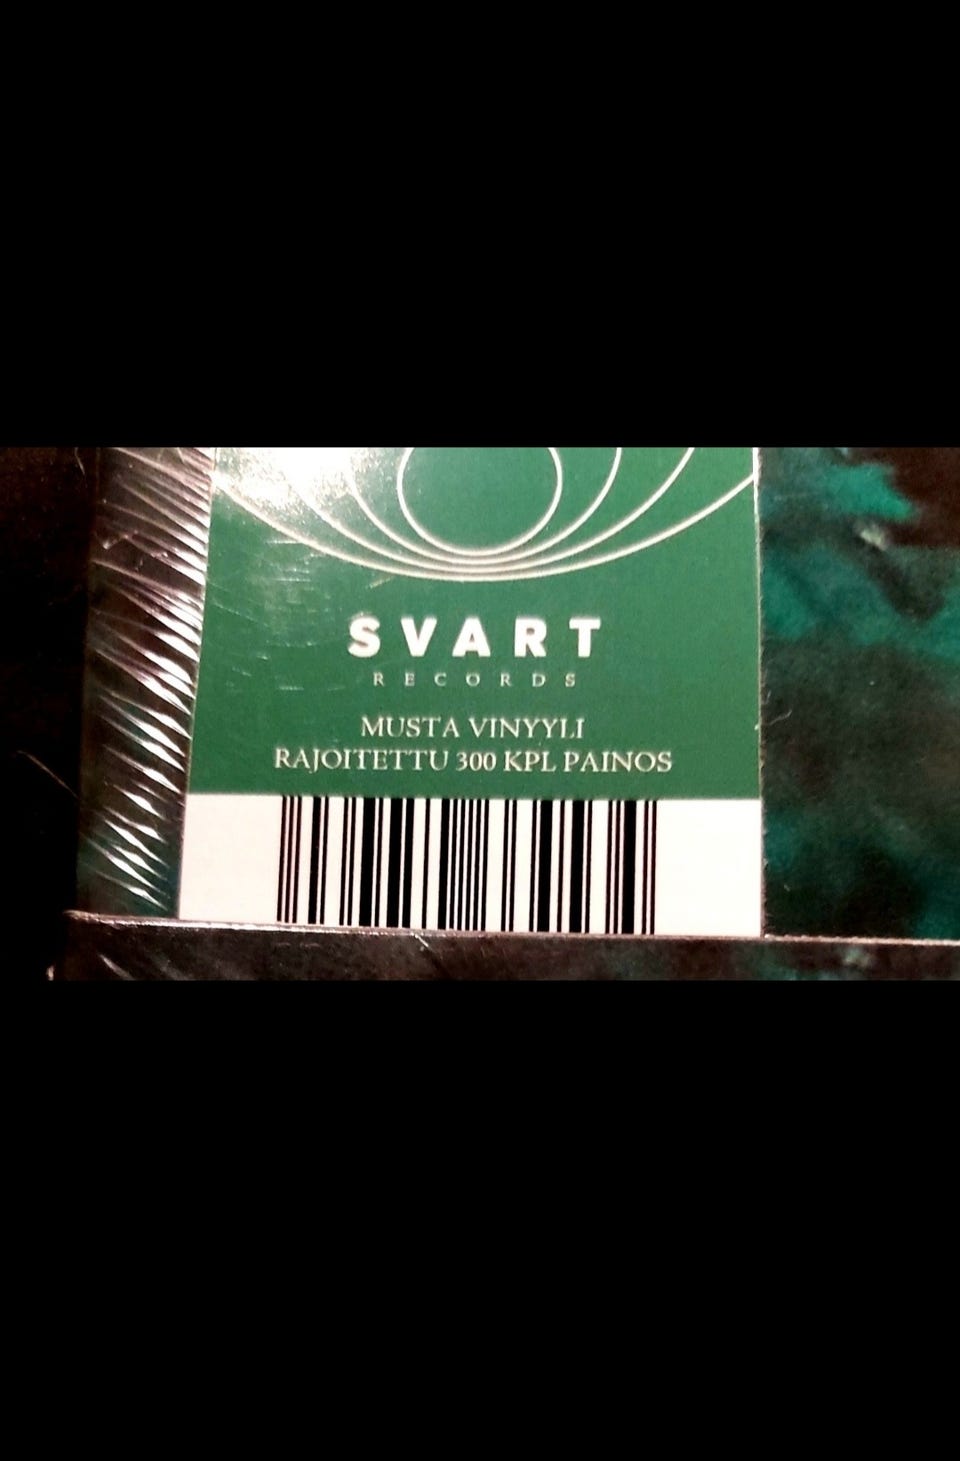 SVART
RECORDS
MUSTA VINYYLI
RAJOITETTU 300 KPL PAINOS